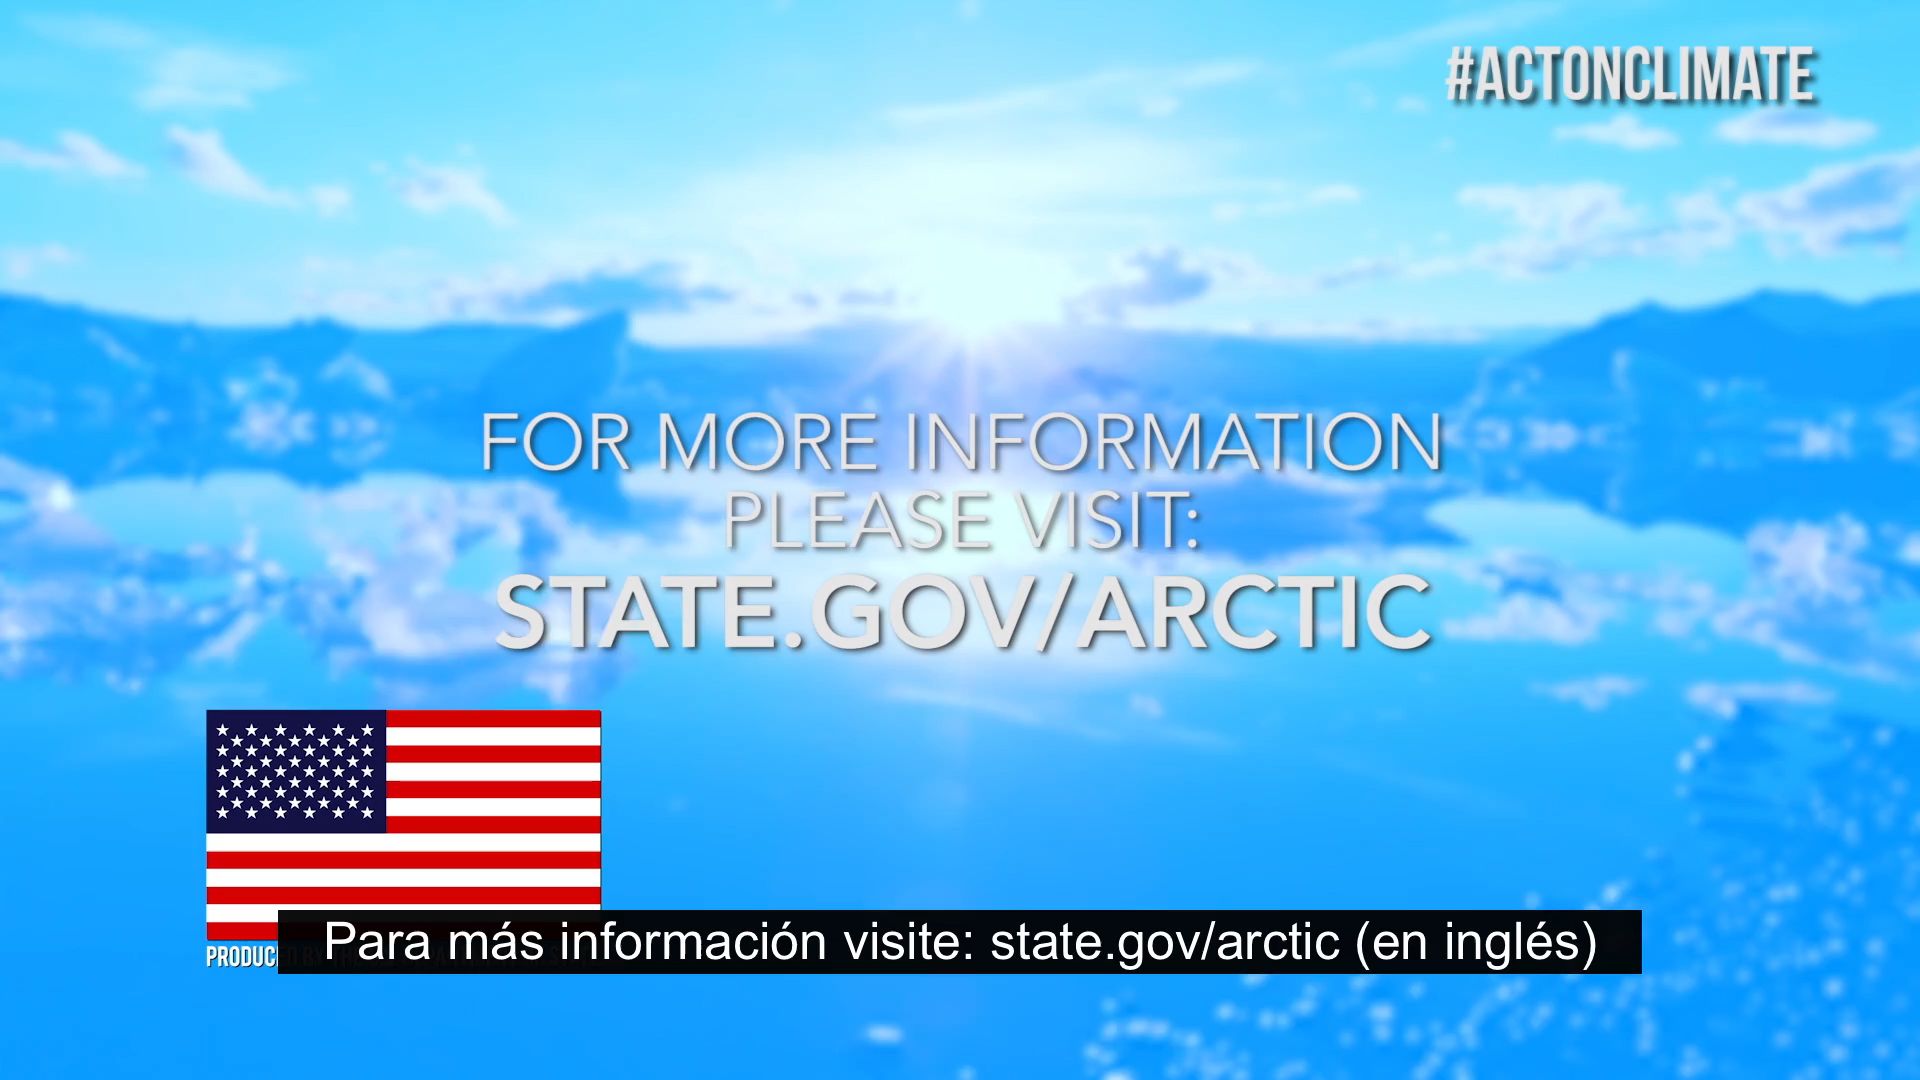 #ACTONCLIMATE
FOR MORE INFORMATION
PLEASE VISIT:
STATE.GOV/ARCTIC
Para más información visite: state.gov/arctic (en inglés)